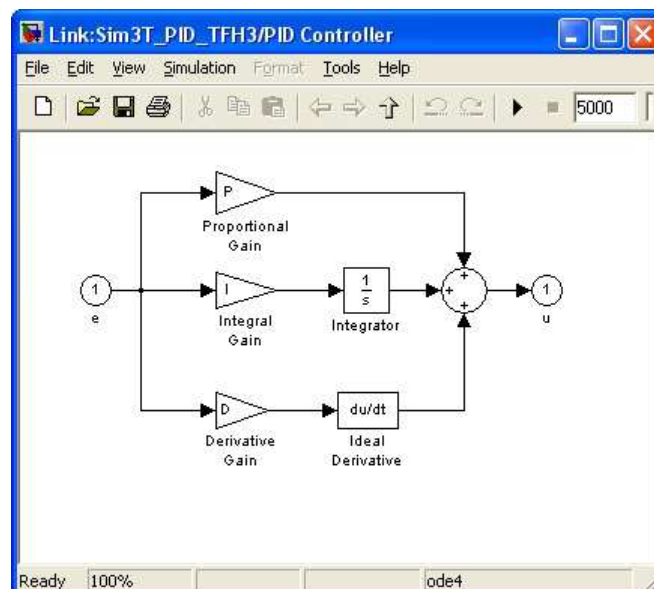 Link:Sim3T_PID_TFH3/PID Controller
File Edit View Simulation Format Tools Help
5000
P
Proportional
Gain
1
e
I
Integral
Gain
1
s
Integrator
+
+
+
1
u
D
Derivative
Gain
du/dt
Ideal
Derivative
Ready 100% ode4